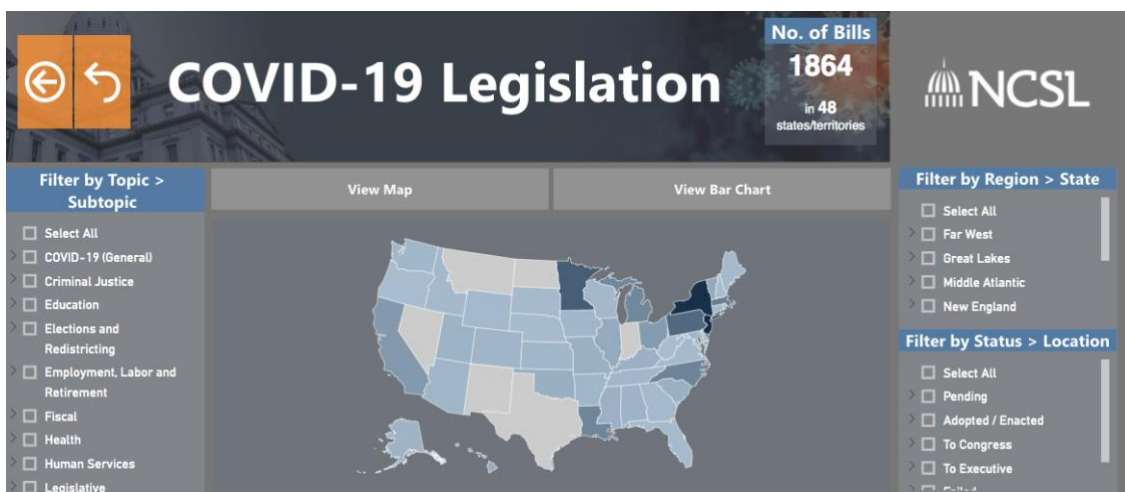 No. of Bills
1864
in 48
states/territories
COVID-19 Legislation
NCSL
Filter by Topic >
Subtopic
Select All
COVID-19 (General)
Criminal Justice
Education
Elections and
Redistricting
Employment, Labor and
Retirement
Fiscal
Health
Human Services
Legislative
View Map
View Bar Chart
Filter by Region > State
Select All
Far West
Great Lakes
Middle Atlantic
New England
Filter by Status > Location
Select All
Pending
Adopted / Enacted
To Congress
To Executive
Failed